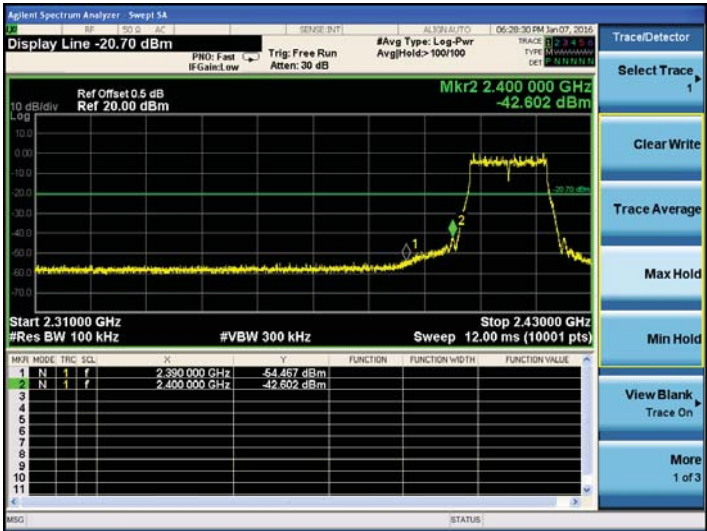 Agilent Spectrum Analyzer - Swept SA
RF 50 Ω AC SENSE:INT ALIGN AUTO 06:28:30 PM Jan 07, 2016
Display Line -20.70 dBm
PNO: Fast
IFGain:Low
Trig: Free Run
Atten: 30 dB
#Avg Type: Log-Pwr
Avg|Hold:>100/100
TRACE 1 2 3 4 5 6
TYPE M
DET P N N N N N
Trace/Detector
Select Trace
1
Clear Write
Trace Average
Max Hold
Min Hold
View Blank
Trace On
More
1 of 3
Ref Offset 0.5 dB
Ref 20.00 dBm
10 dB/div
Log
Mkr2 2.400 000 GHz
-42.602 dBm
10.0
0.00
-10.0
-20.0
-30.0
-40.0
-50.0
-60.0
-70.0
-20.70 dBm
1
2
Start 2.31000 GHz
Stop 2.43000 GHz
#Res BW 100 kHz
#VBW 300 kHz
Sweep 12.00 ms (10001 pts)
MKR MODE TRC SCL X Y FUNCTION FUNCTION WIDTH FUNCTION VALUE
1 N 1 f 2.390 000 GHz -54.467 dBm
2 N 1 f 2.400 000 GHz -42.602 dBm
3
4
5
6
7
8
9
10
11
MSG
STATUS